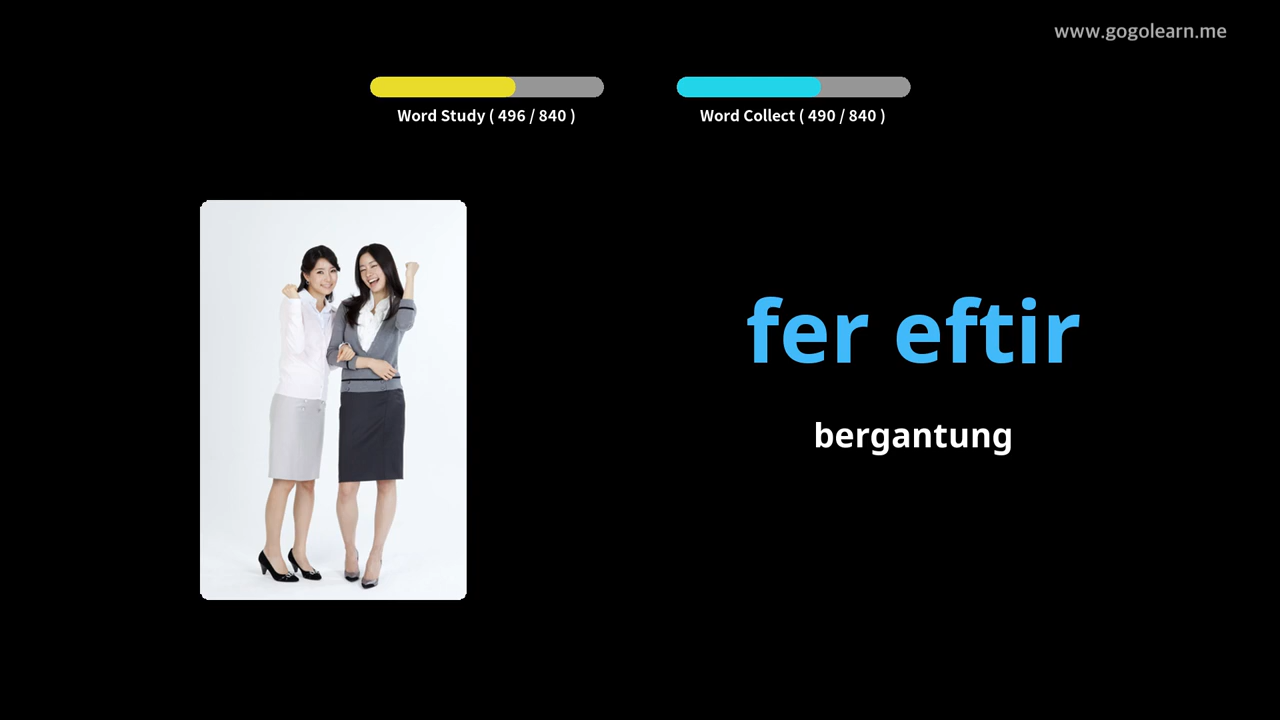 www.gogolearn.me
Word Study ( 496 / 840 )
Word Collect ( 490 / 840 )
fer eftir
bergantung